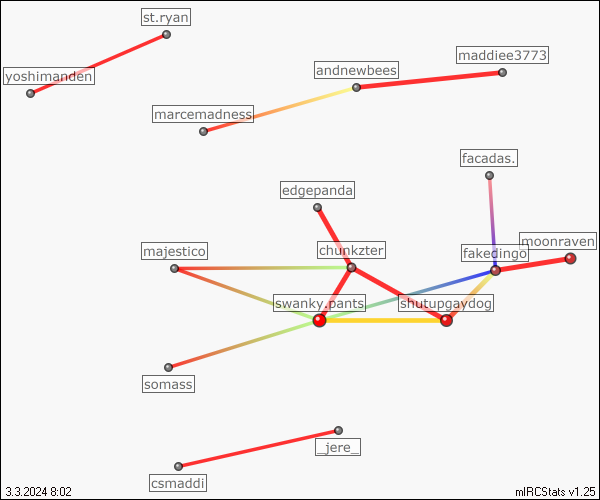 st.ryan
maddiee3773
andnewbees
yoshimanden
marcemadness
facadas.
edgepanda
moonraven
chunkzter
majestico
fakedingo
swanky.pants
shutupgaydog
somass
_jere_
csmaddi
3.3.2024 8:02
mIRCStats v1.25